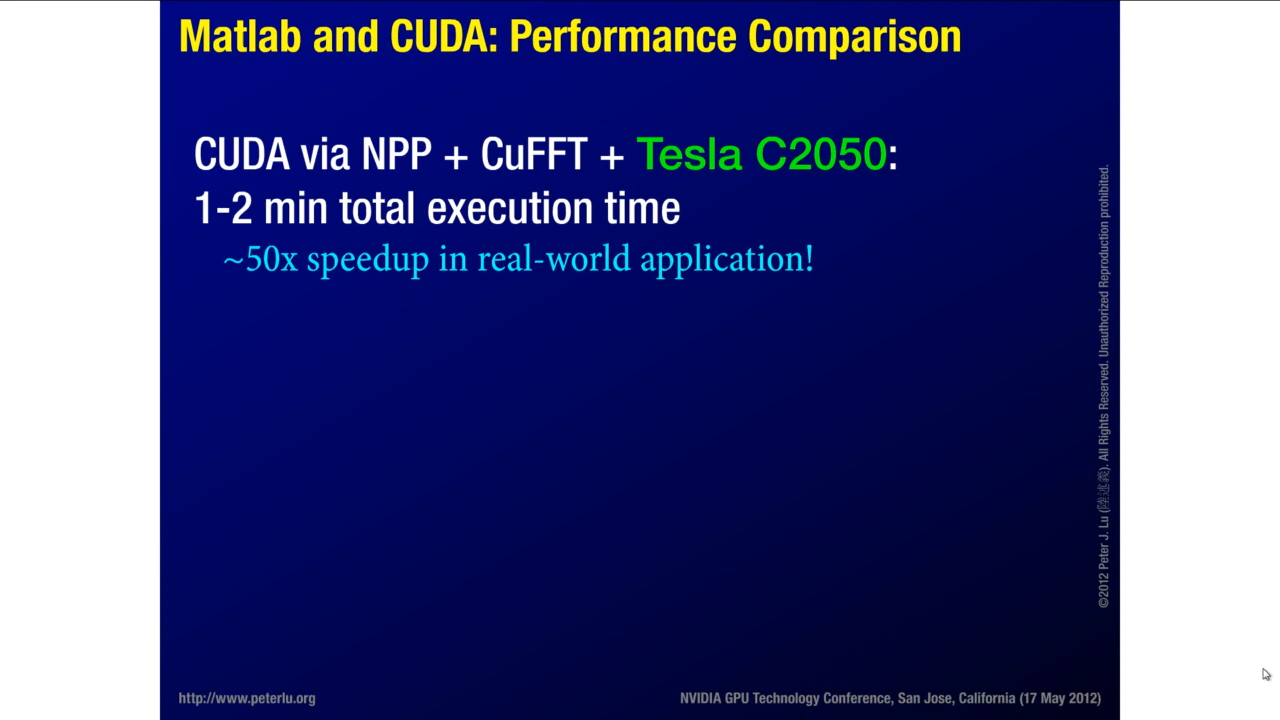 Matlab and CUDA: Performance Comparison
CUDA via NPP + CuFFT + Tesla C2050:
1-2 min total execution time
~50x speedup in real-world application!
©2012 Peter J. Lu (陸述義). All Rights Reserved. Unauthorized Reproduction prohibited.
http://www.peterlu.org
NVIDIA GPU Technology Conference, San Jose, California (17 May 2012)